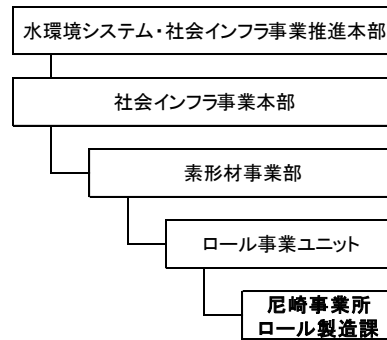 水環境システム・社会インフラ事業推進本部
社会インフラ事業本部
素形材事業部
ロール事業ユニット
尼崎事業所
ロール製造課